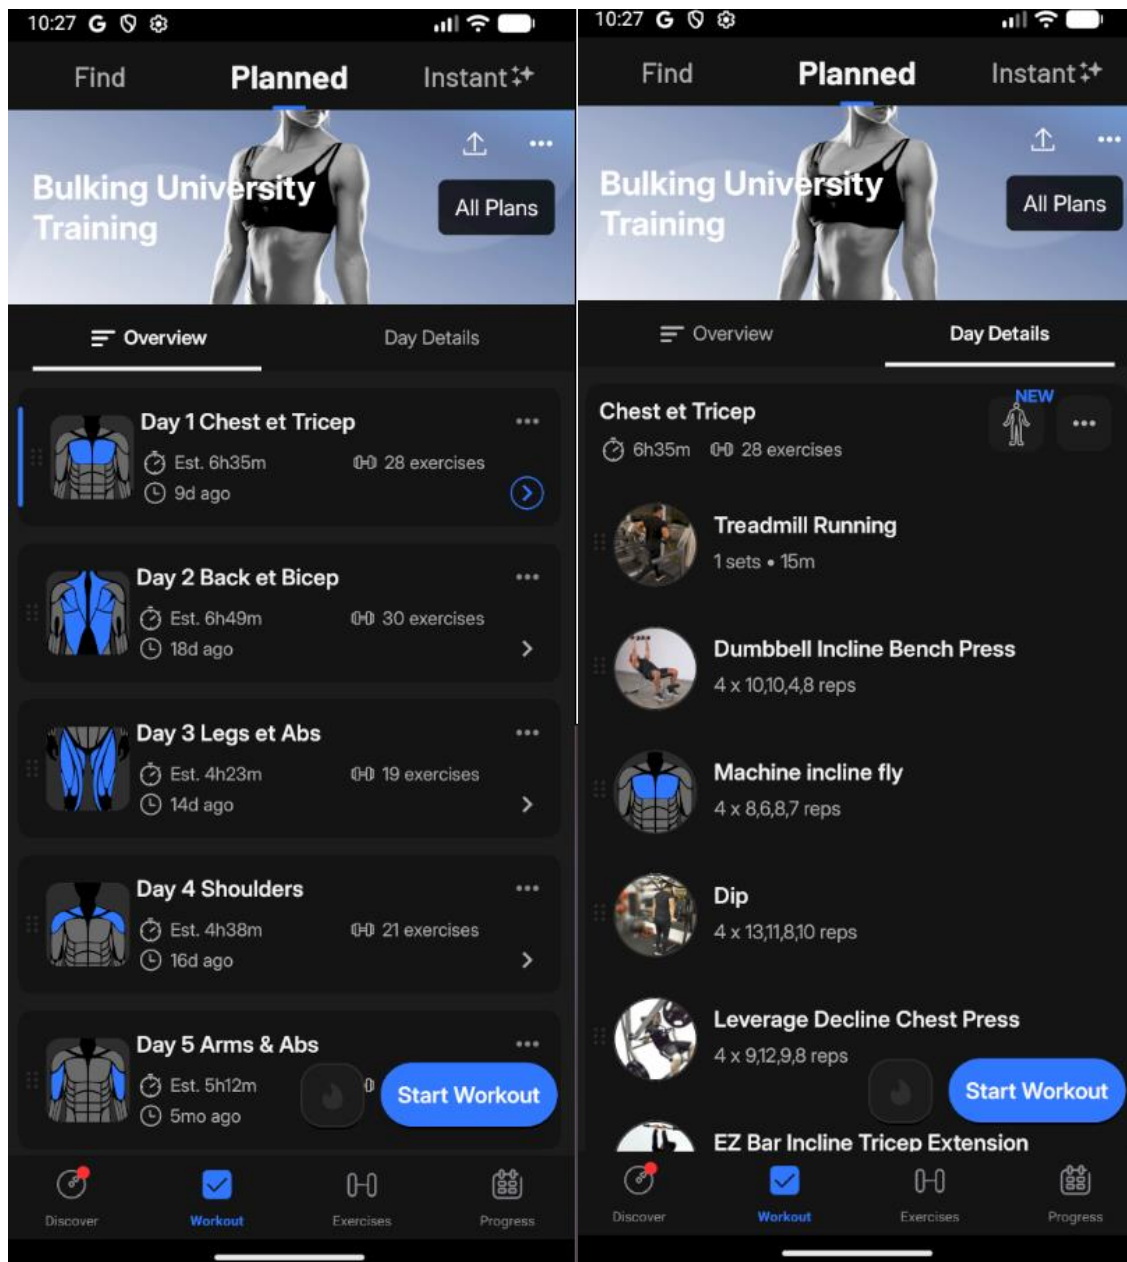 10:27 G
Find Planned Instant
Bulking University
Training
All Plans
Overview Day Details
Day 1 Chest et Tricep
Est. 6h35m 28 exercises
9d ago
Day 2 Back et Bicep
Est. 6h49m 30 exercises
18d ago
Day 3 Legs et Abs
Est. 4h23m 19 exercises
14d ago
Day 4 Shoulders
Est. 4h38m 21 exercises
16d ago
Day 5 Arms & Abs
Est. 5h12m
5mo ago
Start Workout
Discover Workout Exercises Progress
10:27 G
Find Planned Instant
Bulking University
Training
All Plans
Overview Day Details
NEW
Chest et Tricep
6h35m 28 exercises
Treadmill Running
1 sets • 15m
Dumbbell Incline Bench Press
4 x 10,10,4,8 reps
Machine incline fly
4 x 8,6,8,7 reps
Dip
4 x 13,11,8,10 reps
Leverage Decline Chest Press
4 x 9,12,9,8 reps
Start Workout
EZ Bar Incline Tricep Extension
Discover Workout Exercises Progress